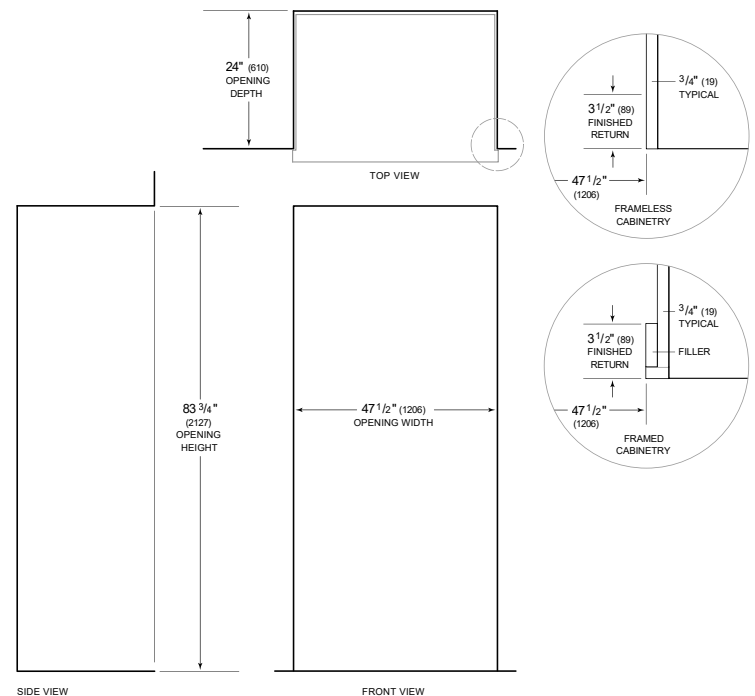 24" (610)
OPENING
DEPTH
TOP VIEW
3/4" (19)
TYPICAL
3 1/2" (89)
FINISHED
RETURN
47 1/2"
(1206)
FRAMELESS
CABINETRY
3/4" (19)
TYPICAL
3 1/2" (89)
FINISHED
RETURN
FILLER
47 1/2"
(1206)
FRAMED
CABINETRY
83 3/4"
(2127)
OPENING
HEIGHT
47 1/2" (1206)
OPENING WIDTH
SIDE VIEW
FRONT VIEW